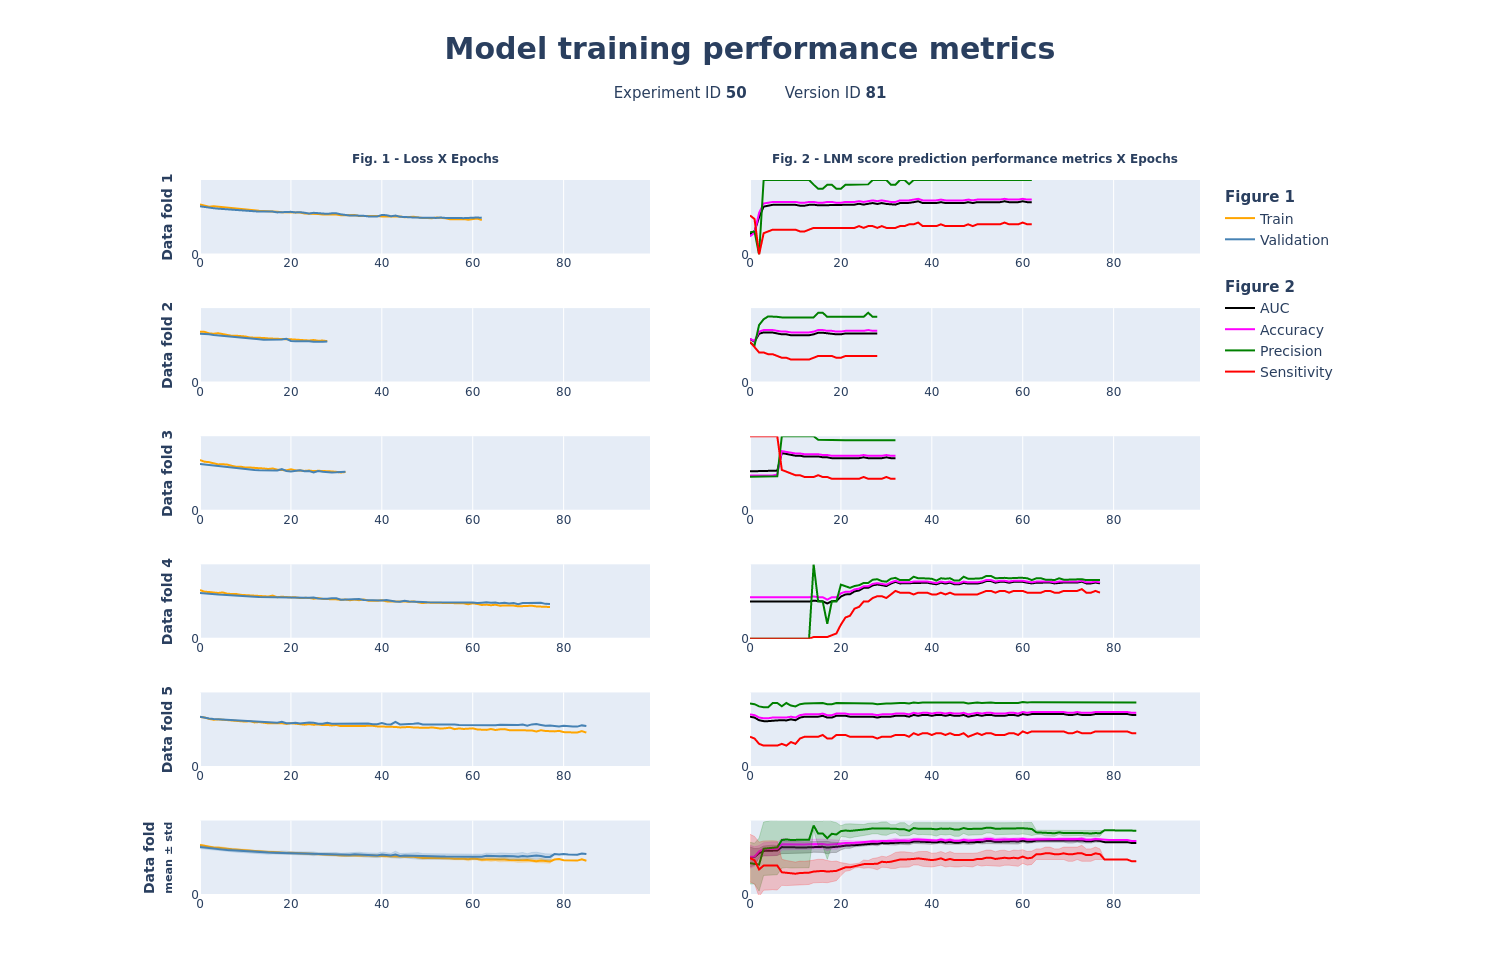 Model training performance metrics
Experiment ID 50 Version ID 81
Fig. 1 - Loss X Epochs
Fig. 2 - LNM score prediction performance metrics X Epochs
Data fold 1
0
0 20 40 60 80
0
0 20 40 60 80
Data fold 2
0
0 20 40 60 80
0
0 20 40 60 80
Data fold 3
0
0 20 40 60 80
0
0 20 40 60 80
Data fold 4
0
0 20 40 60 80
0
0 20 40 60 80
Data fold 5
0
0 20 40 60 80
0
0 20 40 60 80
Data fold
mean ± std
0
0 20 40 60 80
0
0 20 40 60 80
Figure 1
Train
Validation
Figure 2
AUC
Accuracy
Precision
Sensitivity